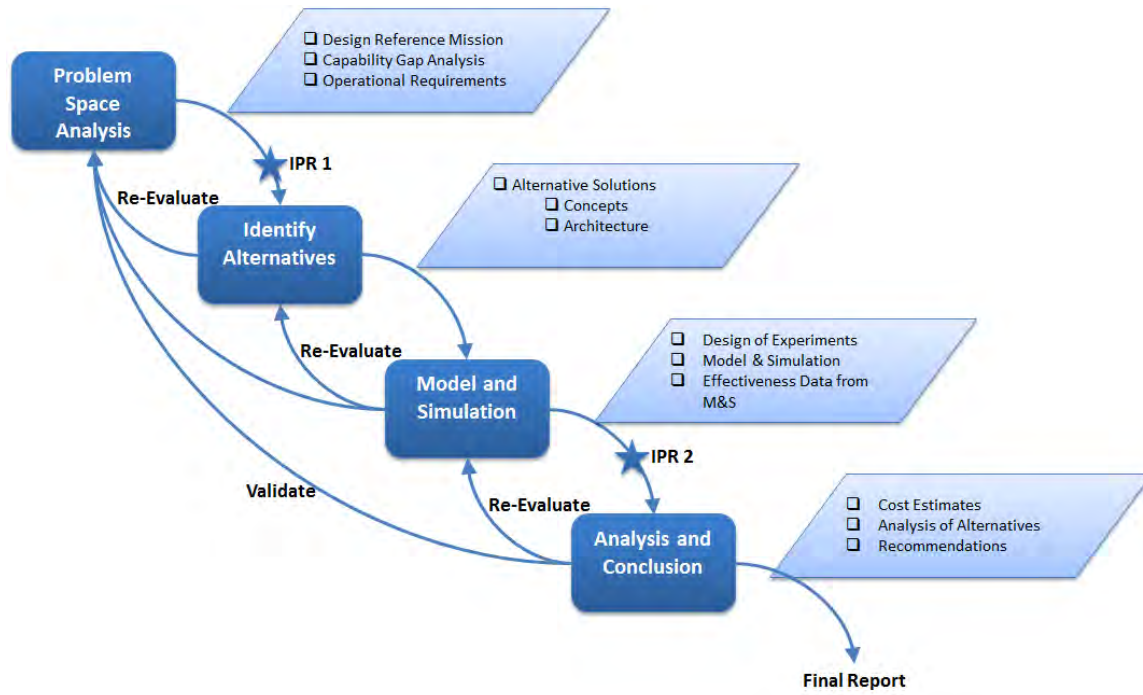 Problem
Space
Analysis
❑ Design Reference Mission
❑ Capability Gap Analysis
❑ Operational Requirements
IPR 1
Re-Evaluate
Identify
Alternatives
❑ Alternative Solutions
❑ Concepts
❑ Architecture
Re-Evaluate
Model and
Simulation
❑ Design of Experiments
❑ Model & Simulation
❑ Effectiveness Data from
M&S
IPR 2
Validate
Re-Evaluate
Analysis and
Conclusion
❑ Cost Estimates
❑ Analysis of Alternatives
❑ Recommendations
Final Report